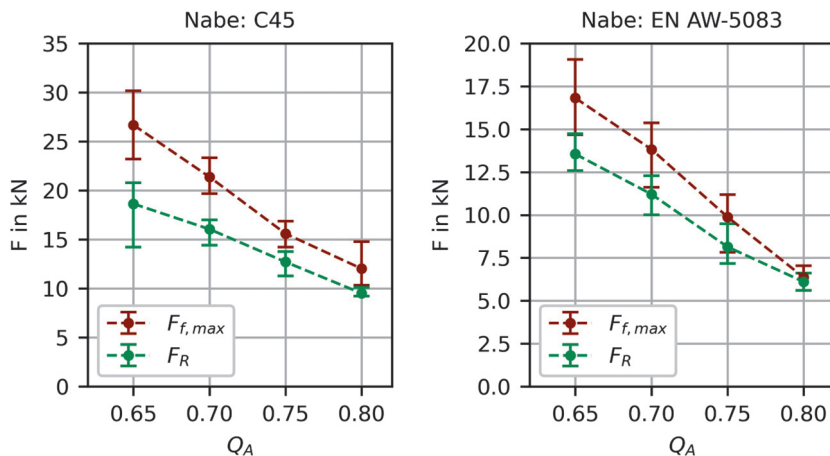 Nabe: C45
F in kN
35
30
25
20
15
10
5
0
F_{f, max}
F_R
0.65 0.70 0.75 0.80
Q_A
Nabe: EN AW-5083
F in kN
20.0
17.5
15.0
12.5
10.0
7.5
5.0
2.5
0.0
F_{f, max}
F_R
0.65 0.70 0.75 0.80
Q_A